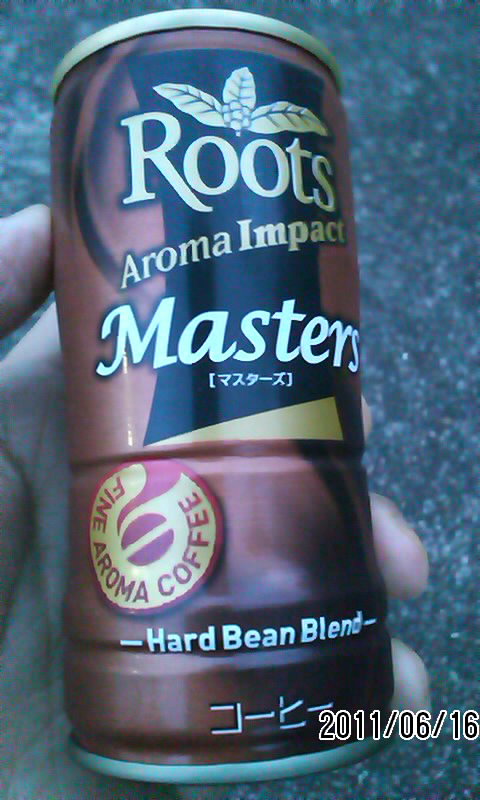 Roots
Aroma Impact
Masters
[マスターズ]
FINE AROMA COFFEE
—Hard Bean Blend—
コーヒー
2011/06/16